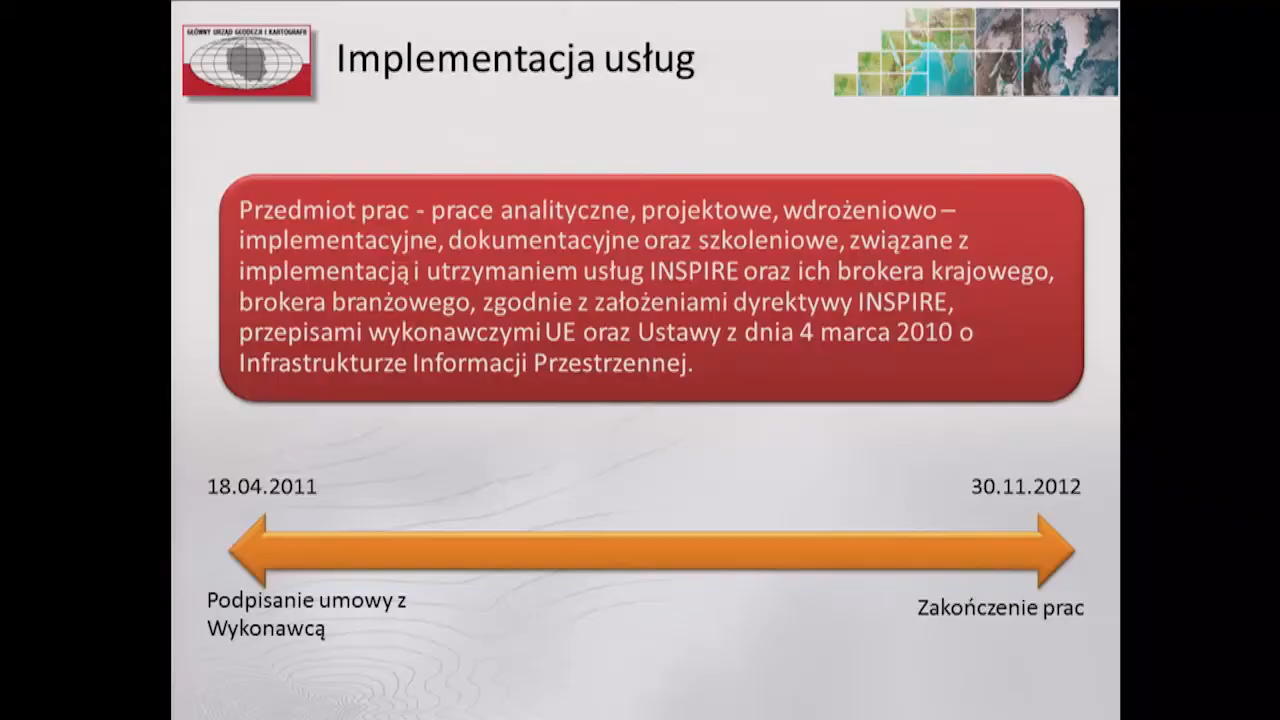 GŁÓWNY URZĄD GEODEZJI I KARTOGRAFII
Implementacja usług
Przedmiot prac - prace analityczne, projektowe, wdrożeniowo –
implementacyjne, dokumentacyjne oraz szkoleniowe, związane z
implementacją i utrzymaniem usług INSPIRE oraz ich brokera krajowego,
brokera branżowego, zgodnie z założeniami dyrektywy INSPIRE,
przepisami wykonawczymi UE oraz Ustawy z dnia 4 marca 2010 o
Infrastrukturze Informacji Przestrzennej.
18.04.2011
30.11.2012
Podpisanie umowy z
Wykonawcą
Zakończenie prac